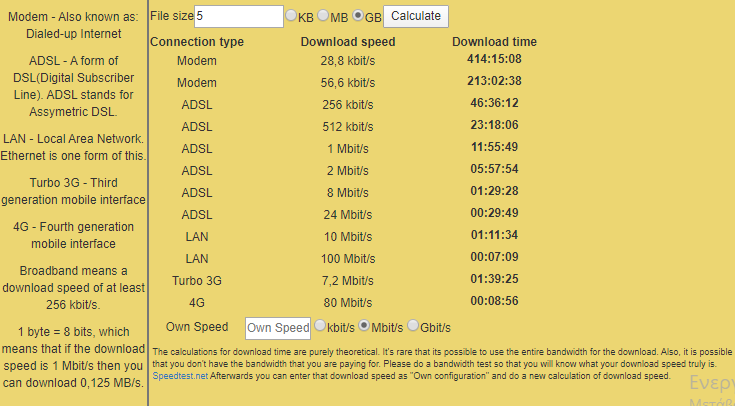 Modem - Also known as:
Dialed-up Internet
ADSL - A form of
DSL(Digital Subscriber
Line). ADSL stands for
Assymetric DSL.
LAN - Local Area Network.
Ethernet is one form of this.
Turbo 3G - Third
generation mobile interface
4G - Fourth generation
mobile interface
Broadband means a
download speed of at least
256 kbit/s.
1 byte = 8 bits, which
means that if the download
speed is 1 Mbit/s then you
can download 0,125 MB/s.
File size 5 KB MB GB Calculate
Connection type Download speed Download time
Modem 28,8 kbit/s 414:15:08
Modem 56,6 kbit/s 213:02:38
ADSL 256 kbit/s 46:36:12
ADSL 512 kbit/s 23:18:06
ADSL 1 Mbit/s 11:55:49
ADSL 2 Mbit/s 05:57:54
ADSL 8 Mbit/s 01:29:28
ADSL 24 Mbit/s 00:29:49
LAN 10 Mbit/s 01:11:34
LAN 100 Mbit/s 00:07:09
Turbo 3G 7,2 Mbit/s 01:39:25
4G 80 Mbit/s 00:08:56
Own Speed Own Speed kbit/s Mbit/s Gbit/s
The calculations for download time are purely theoretical. It's rare that its possible to use the entire bandwidth for the download. Also, it is possible
that you don't have the bandwidth that you are paying for. Please do a bandwidth test so that you will know what your download speed truly is.
Speedtest.net Afterwards you can enter that download speed as "Own configuration" and do a new calculation of download speed.